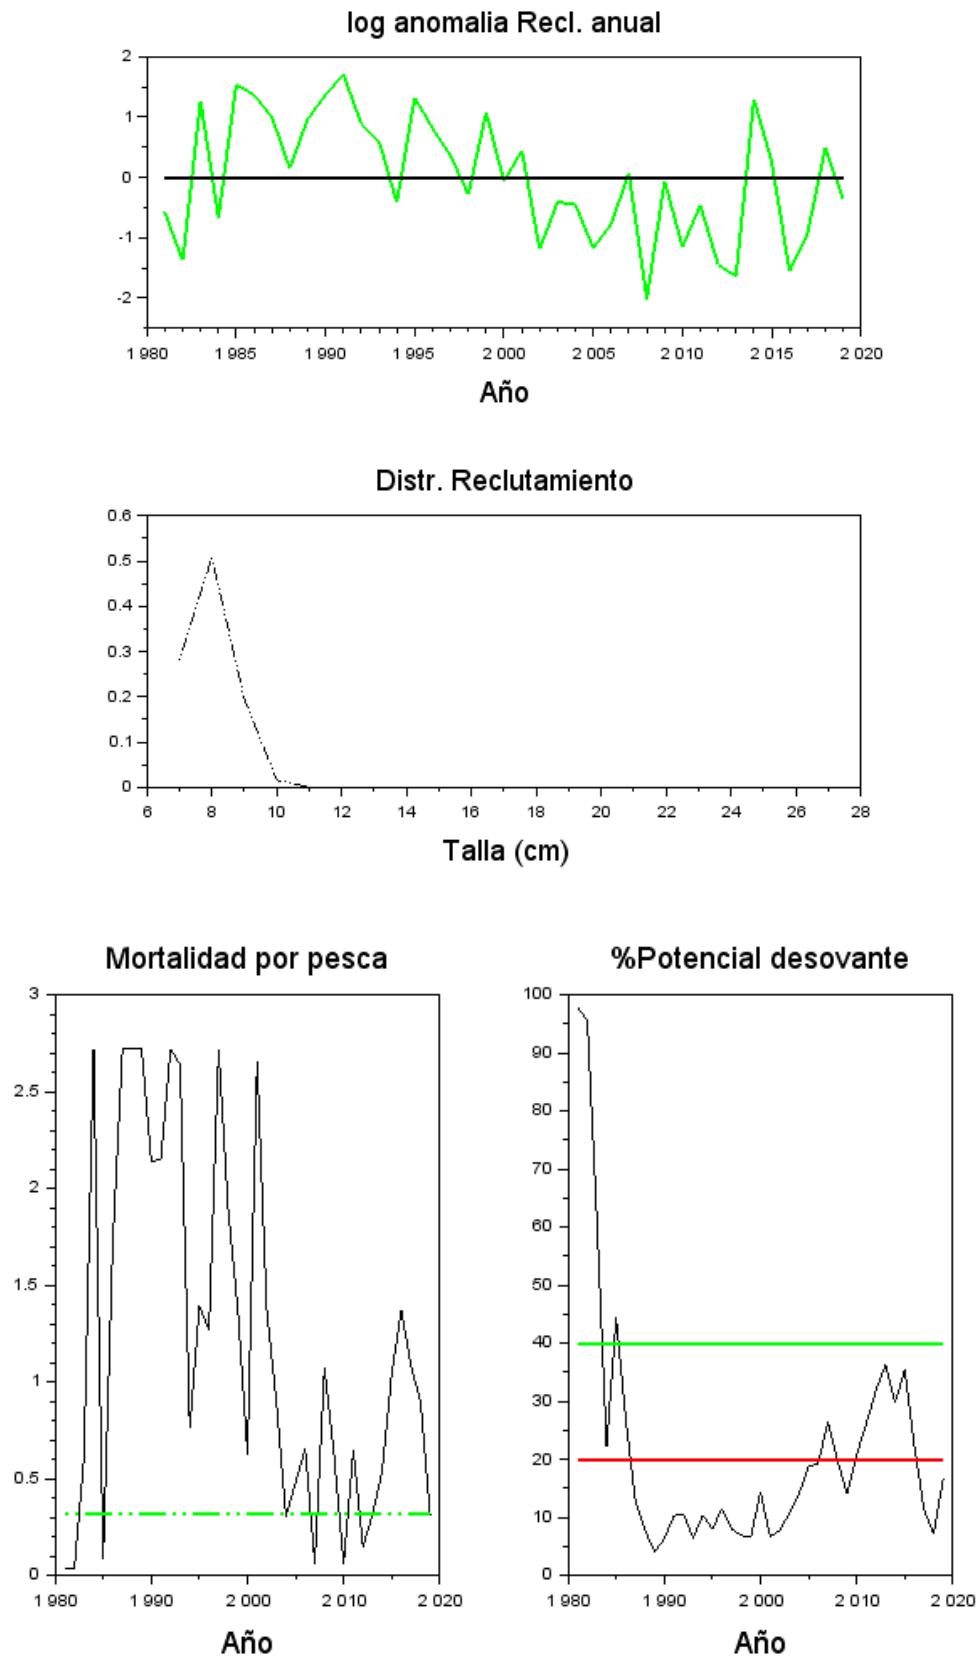 log anomalia Recl. anual
2
1
0
-1
-2
1 980 1 985 1 990 1 995 2 000 2 005 2 010 2 015 2 020
Año
Distr. Reclutamiento
0.6
0.5
0.4
0.3
0.2
0.1
0
6 8 10 12 14 16 18 20 22 24 26 28
Talla (cm)
Mortalidad por pesca
3
2.5
2
1.5
1
0.5
0
1 980 1 990 2 000 2 010 2 020
Año
%Potencial desovante
100
90
80
70
60
50
40
30
20
10
0
1 980 1 990 2 000 2 010 2 020
Año